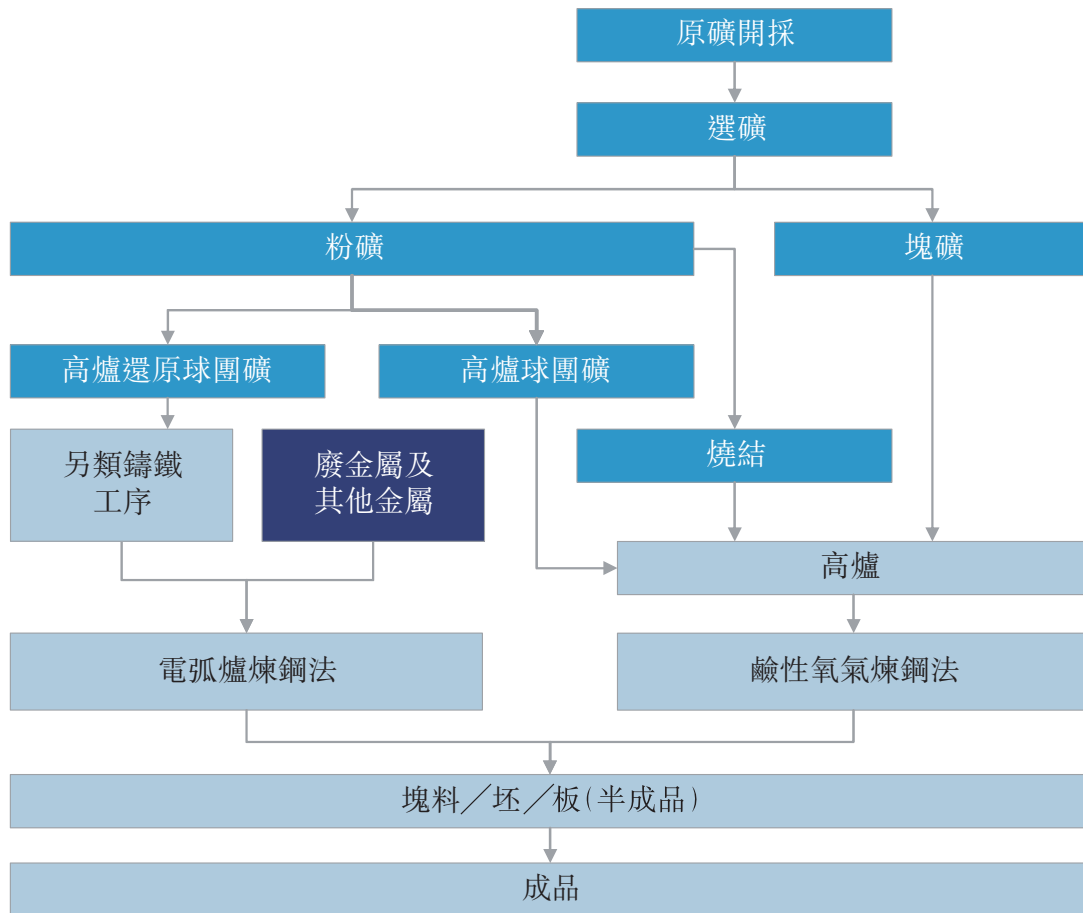 原礦開採
選礦
粉礦
塊礦
高爐還原球團礦
高爐球團礦
另類鑄鐵
工序
廢金屬及
其他金屬
燒結
高爐
電弧爐煉鋼法
鹼性氧氣煉鋼法
塊料╱坯╱板(半成品)
成品